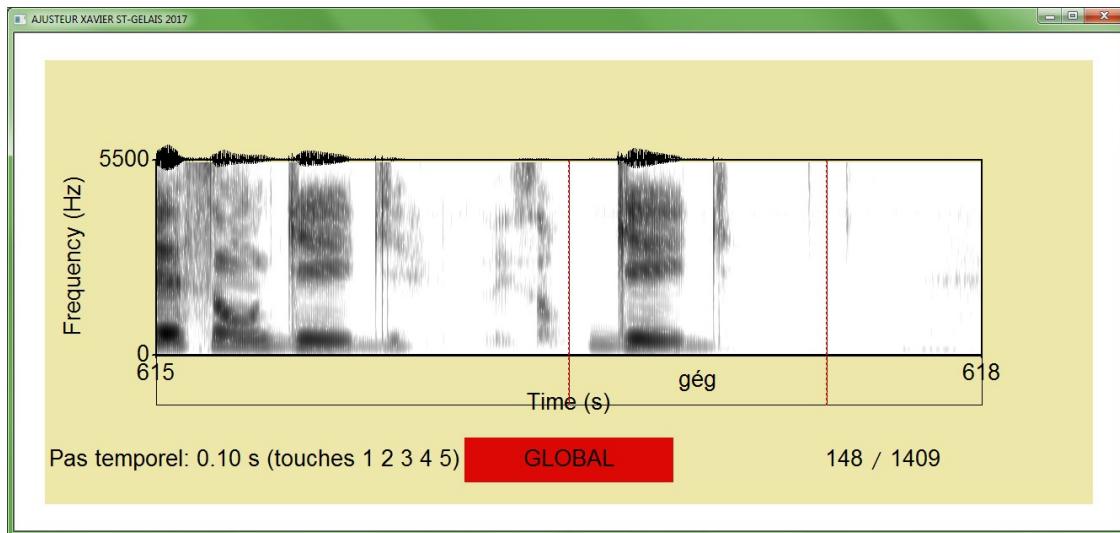 AJUSTEUR XAVIER ST-GELAIS 2017
5500
Frequency (Hz)
0
615
gég
618
Time (s)
Pas temporel: 0.10 s (touches 1 2 3 4 5)
GLOBAL
148 / 1409